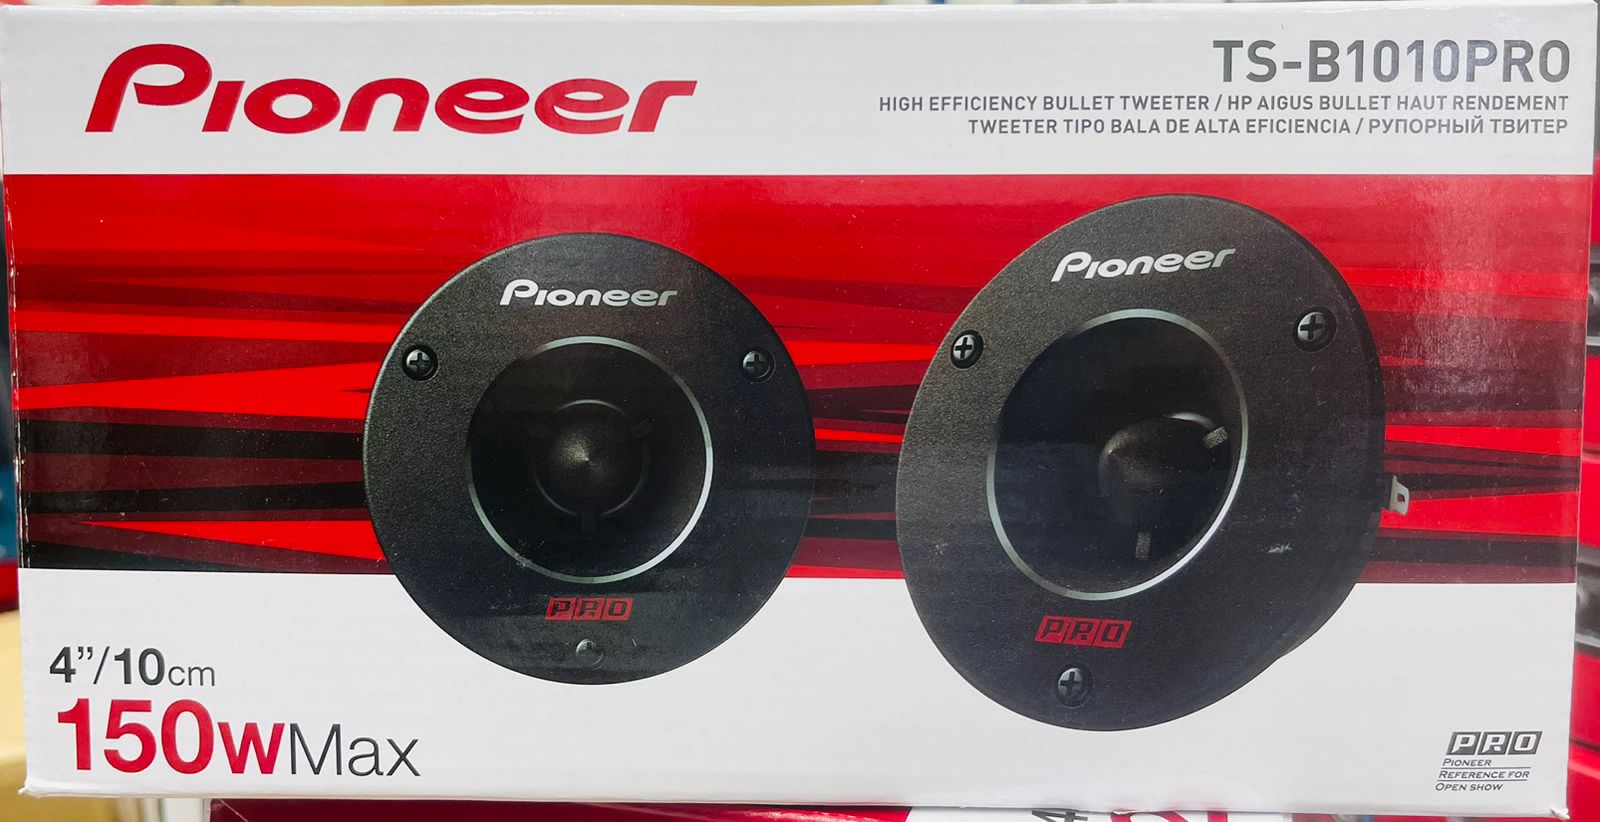 Pioneer
TS-B1010PRO
HIGH EFFICIENCY BULLET TWEETER / HP AIGUS BULLET HAUT RENDEMENT
TWEETER TIPO BALA DE ALTA EFICIENCIA / РУПОРНЫЙ ТВИТЕР
Pioneer
PRO
Pioneer
PRO
4”/10cm
150wMax
PRO
PIONEER
REFERENCE FOR
OPEN SHOW